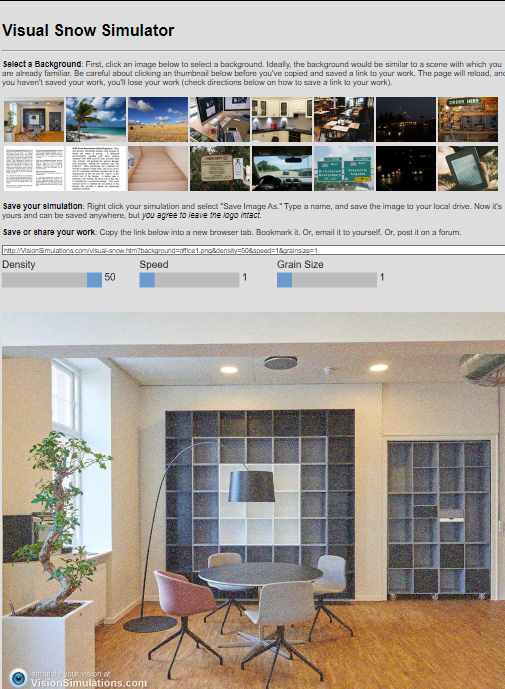 Visual Snow Simulator
Select a Background: First, click an image below to select a background. Ideally, the background would be similar to a scene with which you
are already familiar. Be careful about clicking an thumbnail below before you've copied and saved a link to your work. The page will reload, and
you haven't saved your work, you'll lose your work (check directions below on how to save a link to your work).
ORDER HERE
Save your simulation: Right click your simulation and select "Save Image As." Type a name, and save the image to your local drive. Now it's
yours and can be saved anywhere, but you agree to leave the logo intact.
Save or share your work: Copy the link below into a new browser tab. Bookmark it. Or, email it to yourself. Or, post it on a forum.
http://VisionSimulations.com/visual-snow.htm?background=office1.png&density=50&speed=1&grainsize=1
Density Speed Grain Size
50 1 1
simulate your vision at
VisionSimulations.com